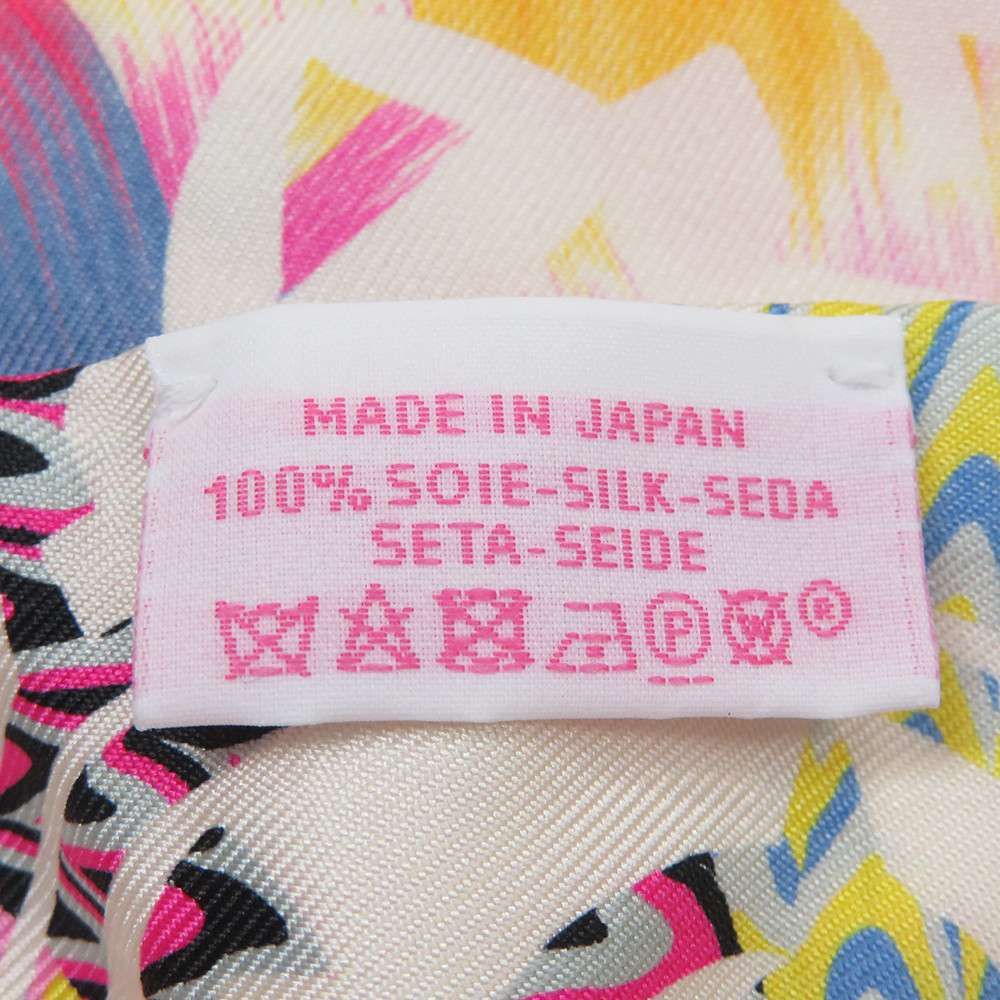 MADE IN JAPAN
100% SOIE-SILK-SEDA
SETA-SEIDE
P W ®